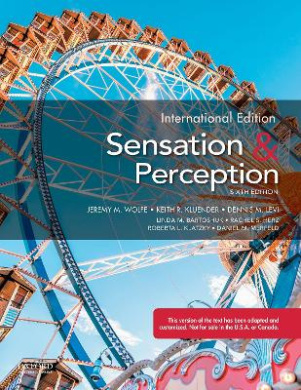 International Edition
Sensation &
Perception
SIXTH EDITION
JEREMY M. WOLFE • KEITH R. KLUENDER • DENNIS M. LEVI
LINDA M. BARTOSHUK • RACHEL S. HERZ
ROBERTA L. KLATZKY • DANIEL M. MERFELD
This version of the text has been adapted and
customized. Not for sale in the U.S.A. or Canada.
OXFORD